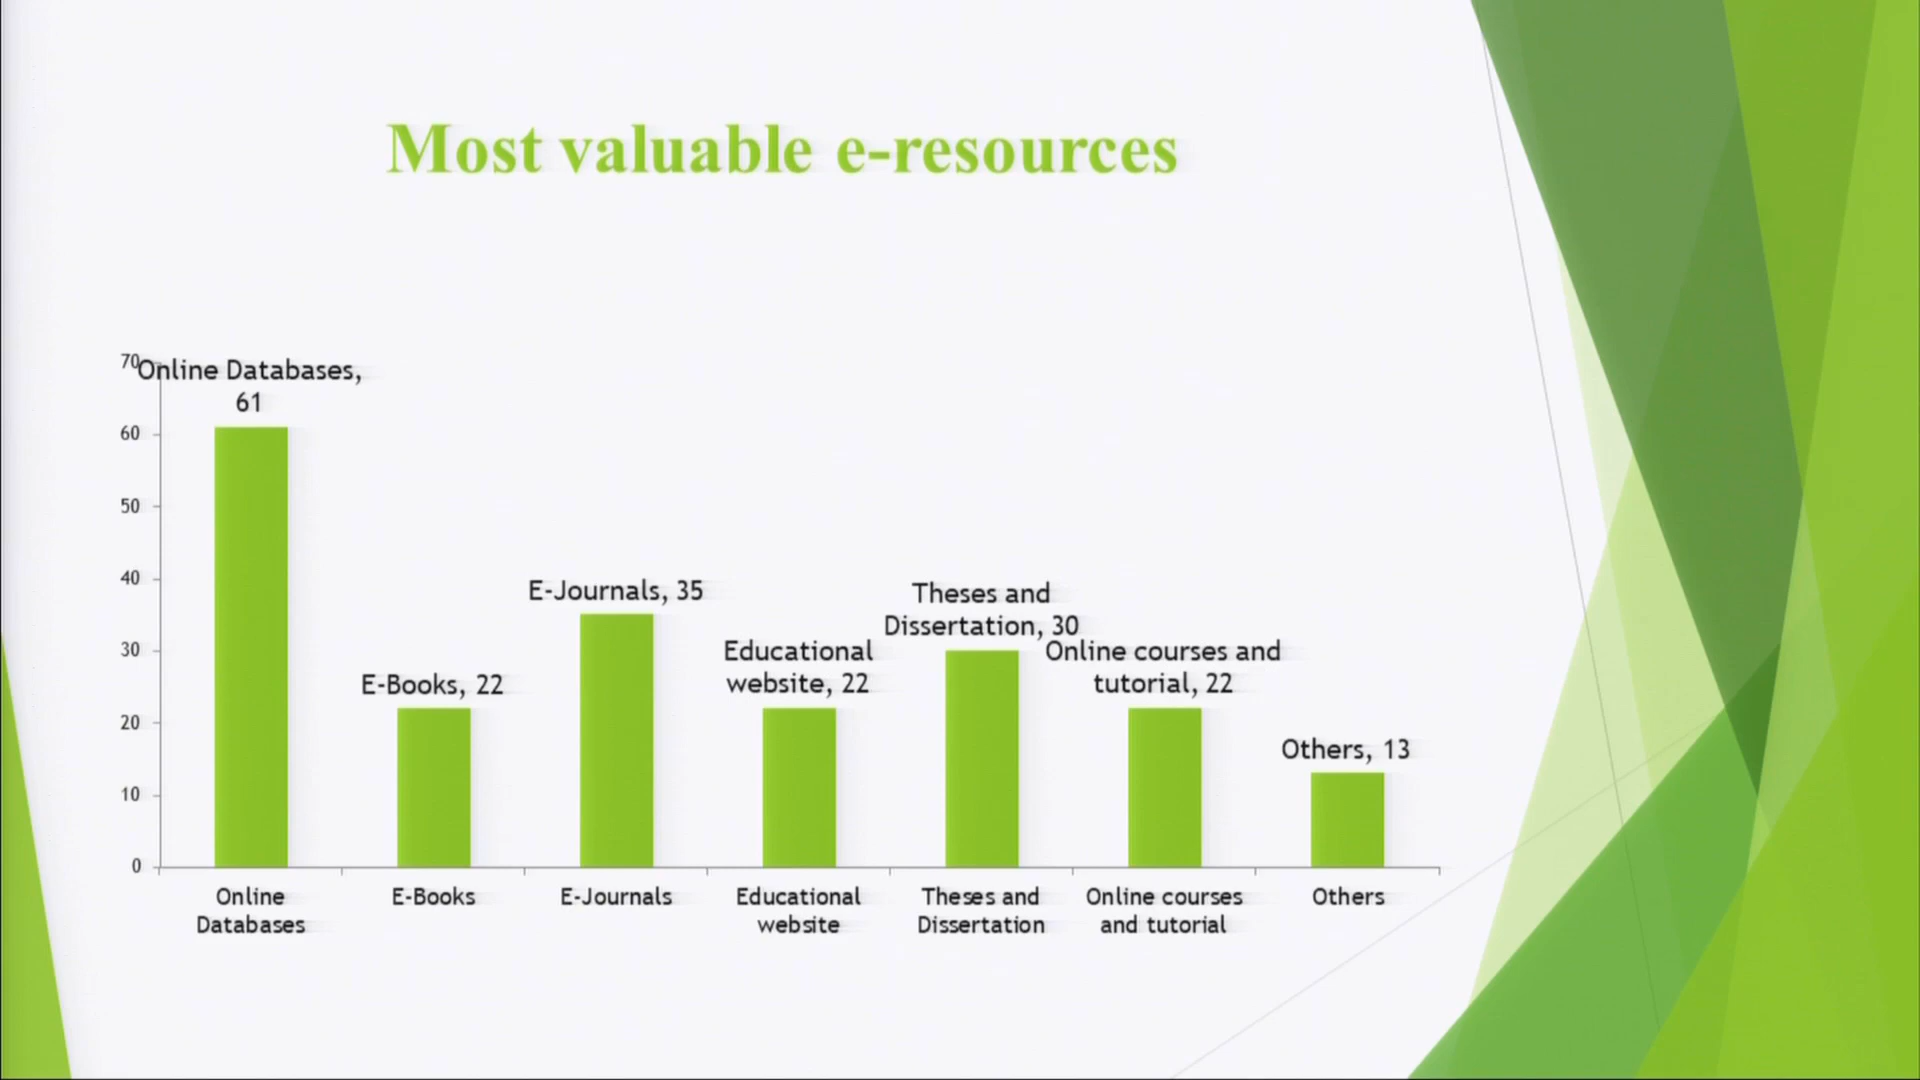 Most valuable e-resources
70
60
50
40
30
20
10
0
Online Databases,
61
E-Books, 22
E-Journals, 35
Educational
website, 22
Theses and
Dissertation, 30
Online courses and
tutorial, 22
Others, 13
Online
Databases
E-Books
E-Journals
Educational
website
Theses and
Dissertation
Online courses
and tutorial
Others